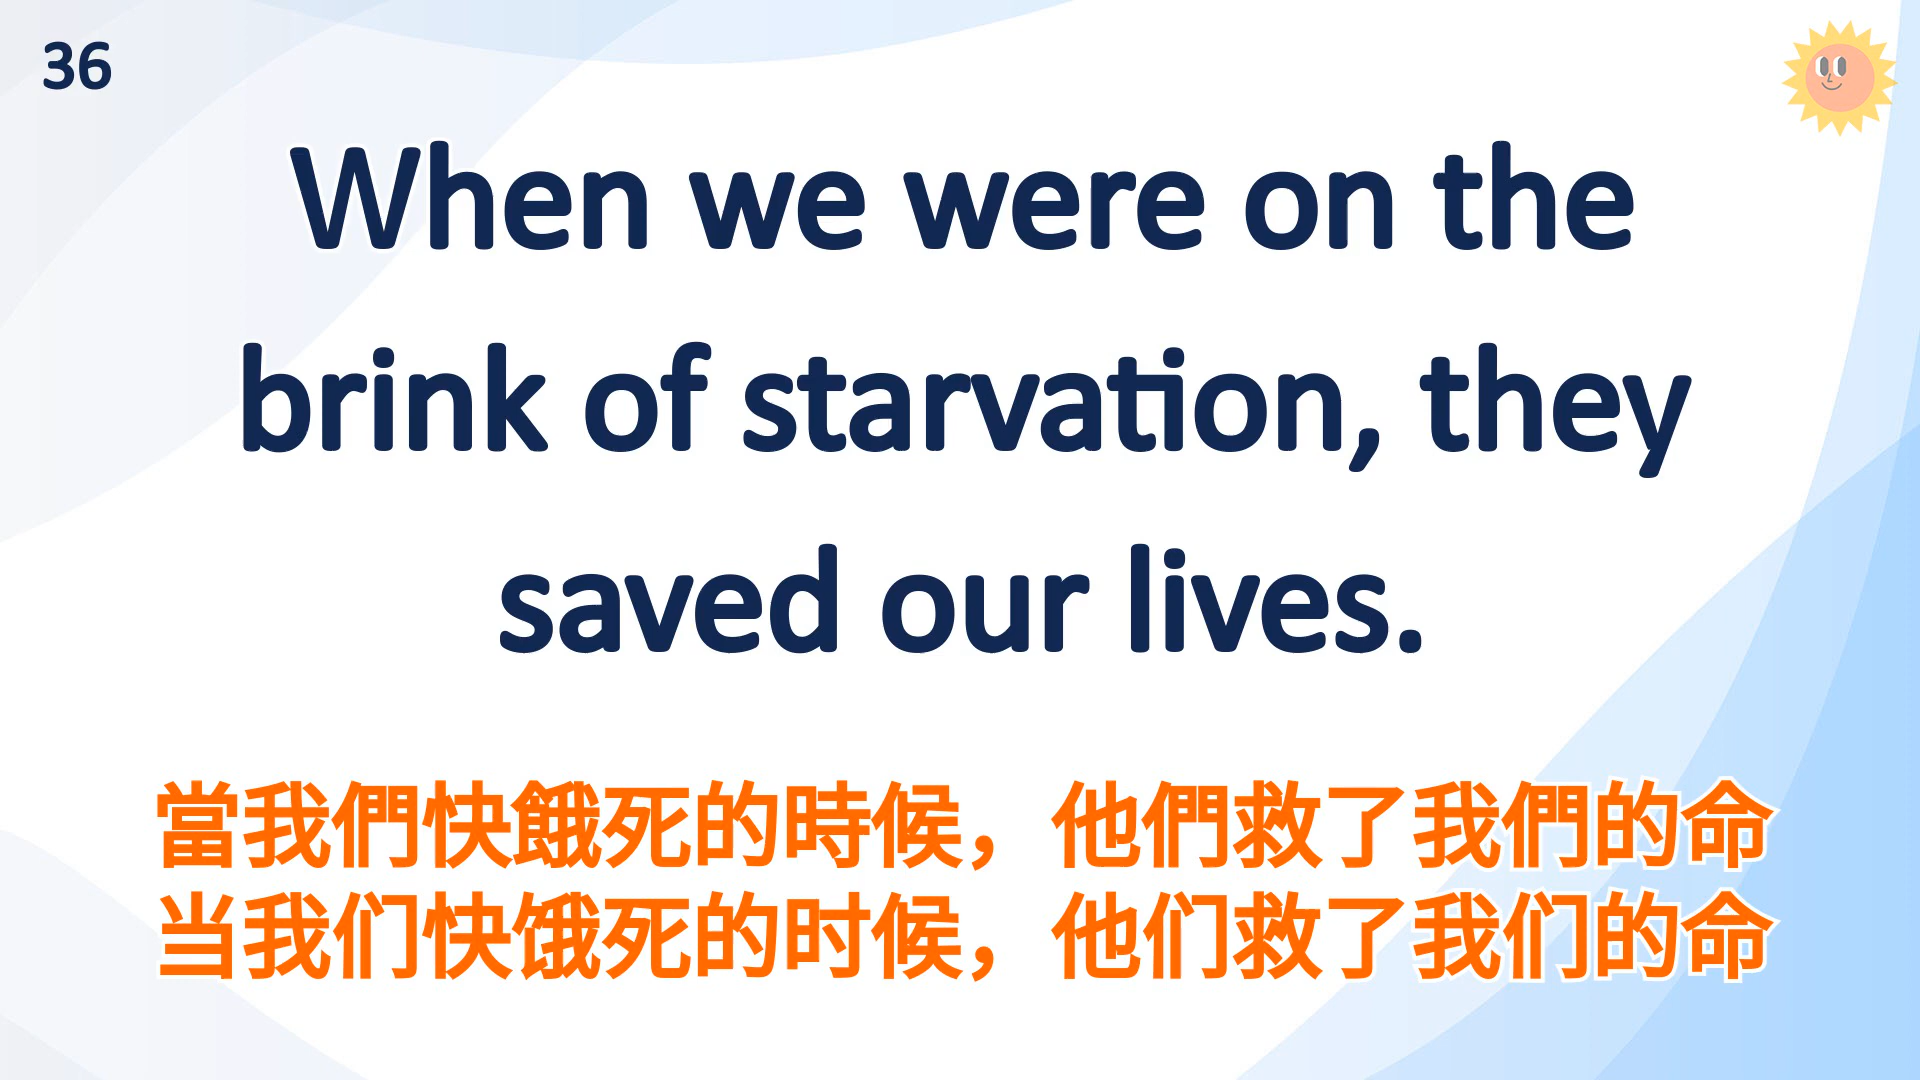 36
When we were on the
brink of starvation, they
saved our lives.
當我們快餓死的時候，他們救了我們的命
当我们快饿死的时候，他们救了我们的命